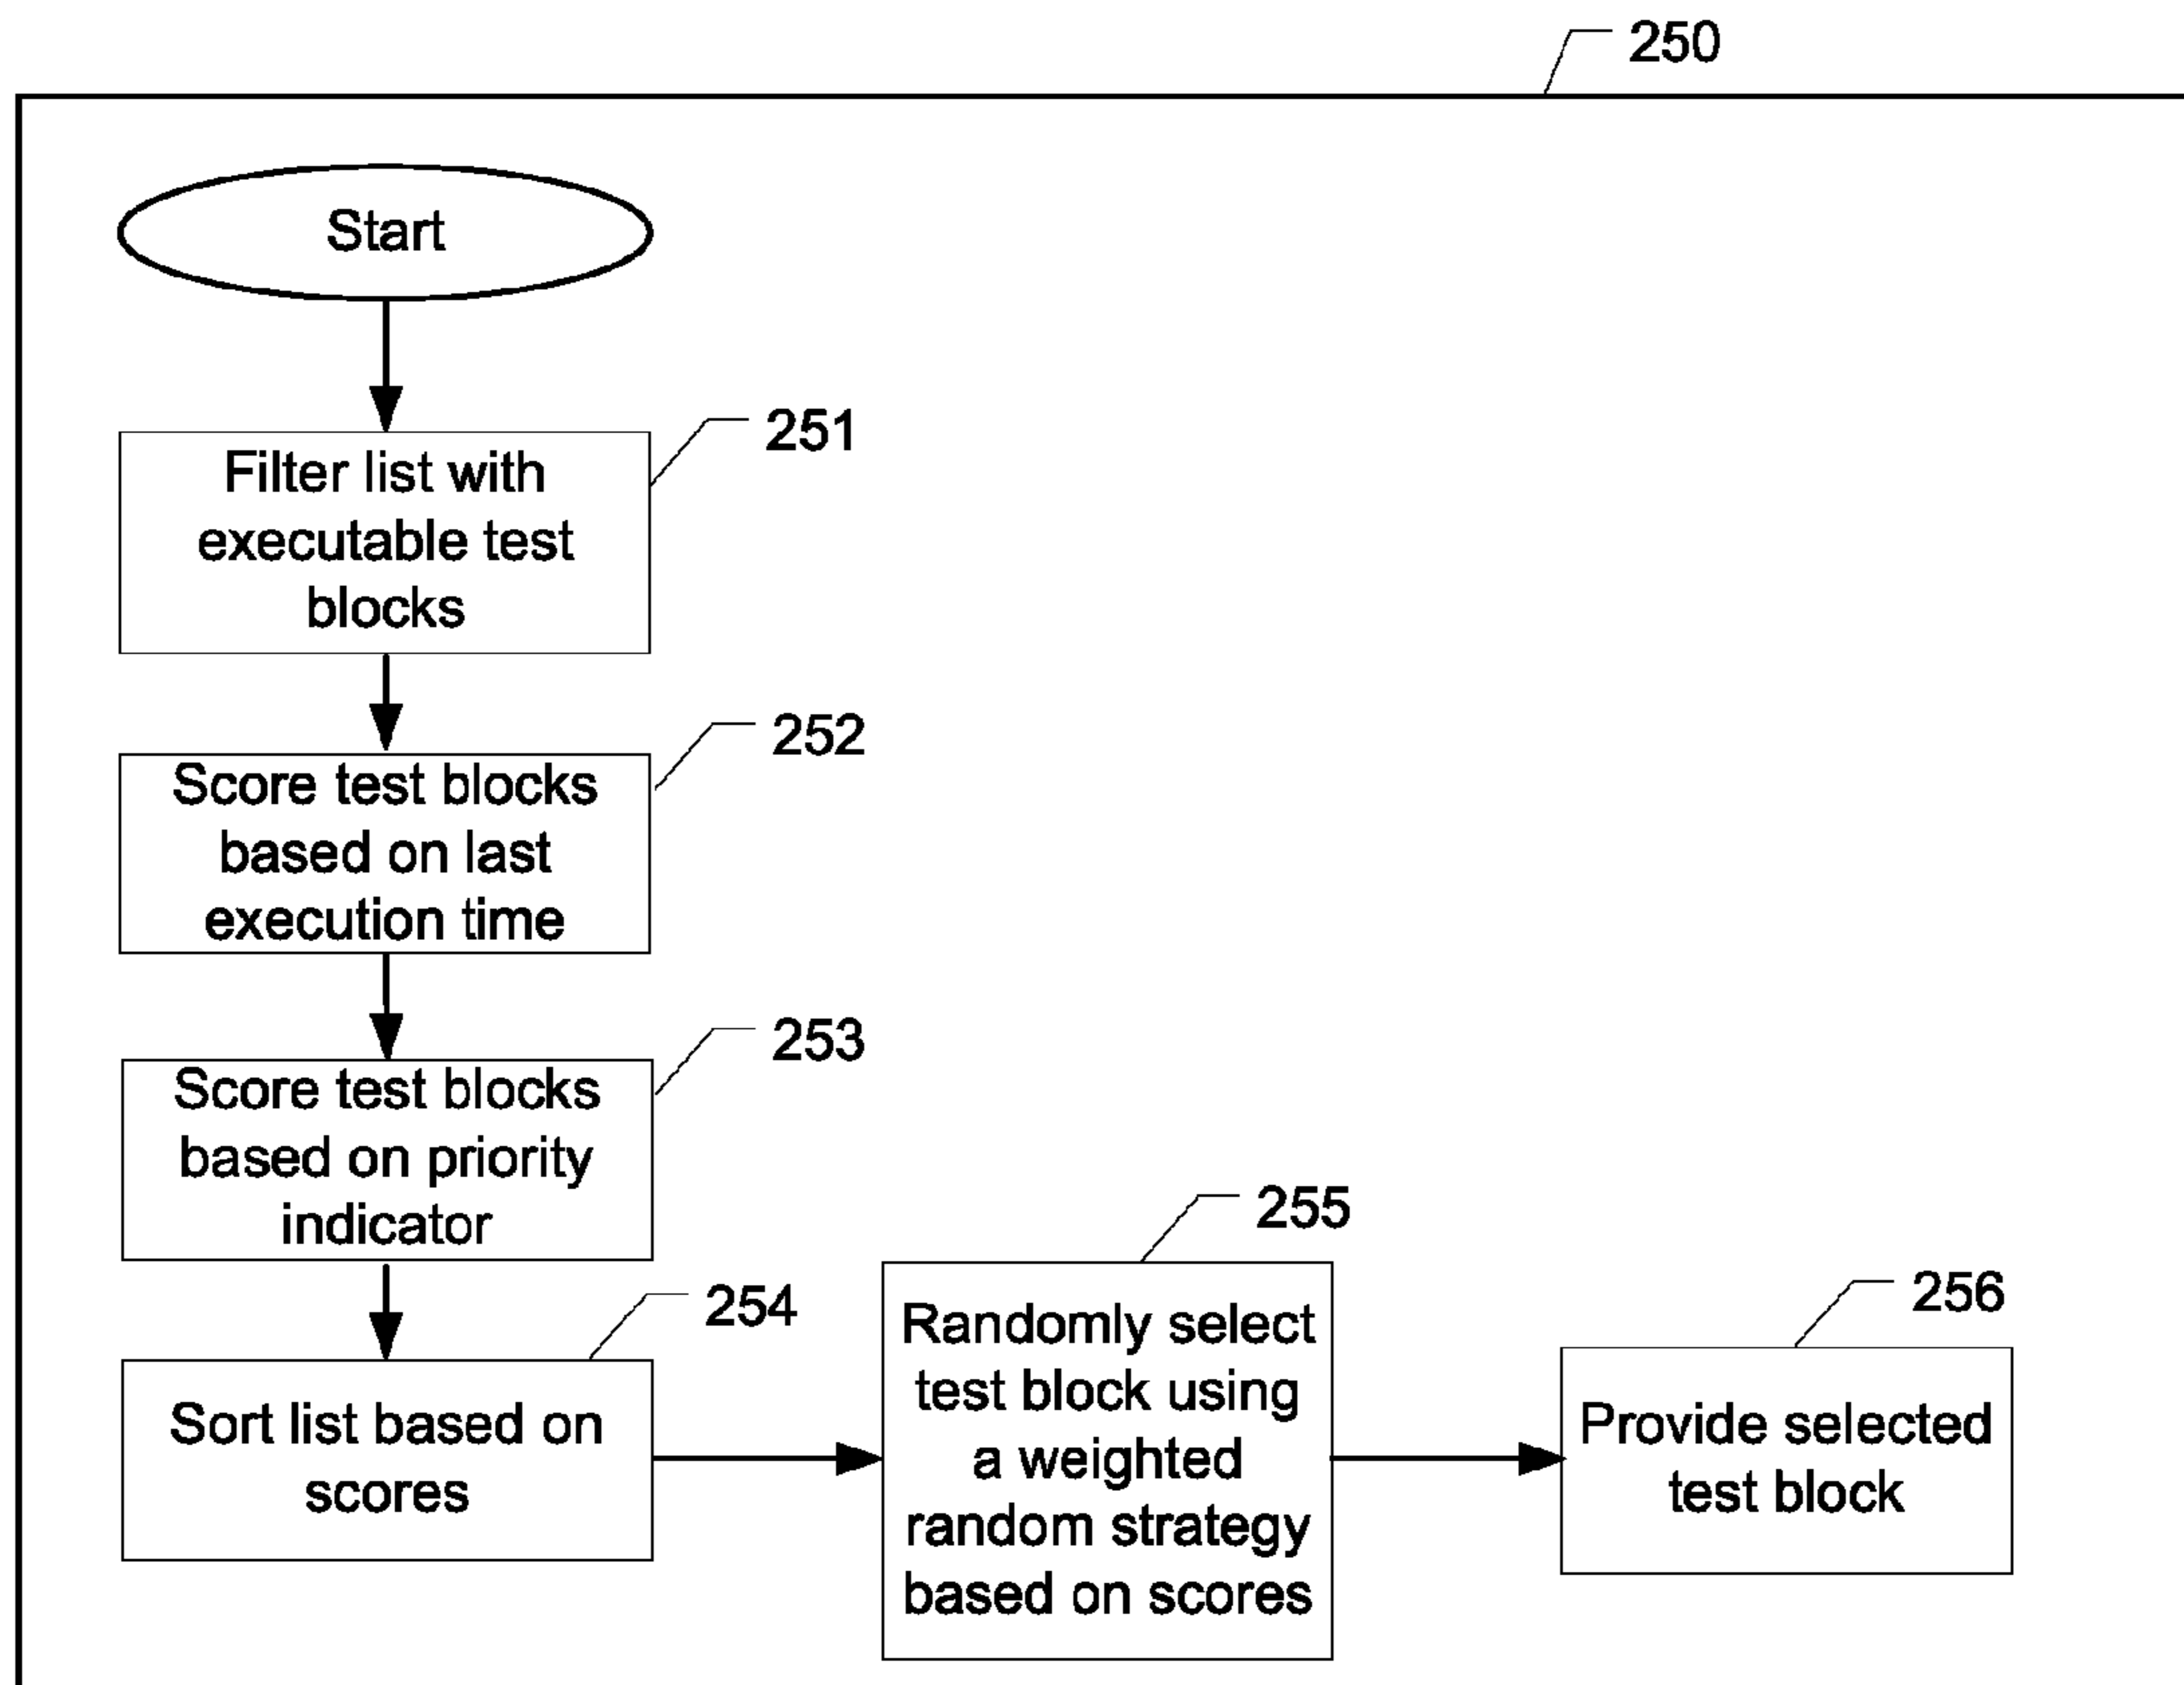 250
Start
251
Filter list with
executable test
blocks
252
Score test blocks
based on last
execution time
253
Score test blocks
based on priority
indicator
254
Sort list based on
scores
255
Randomly select
test block using
a weighted
random strategy
based on scores
256
Provide selected
test block